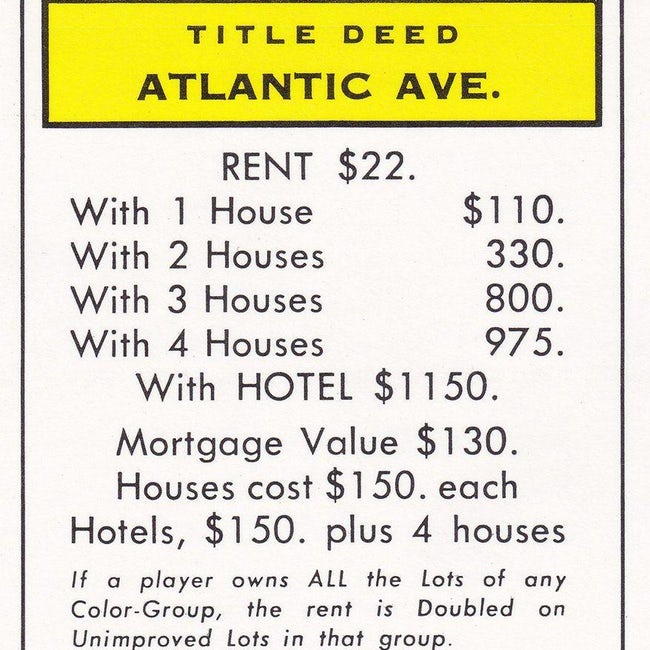 TITLE DEED
ATLANTIC AVE.
RENT $22.
With 1 House $110.
With 2 Houses 330.
With 3 Houses 800.
With 4 Houses 975.
With HOTEL $1150.
Mortgage Value $130.
Houses cost $150. each
Hotels, $150. plus 4 houses
If a player owns ALL the Lots of any
Color-Group, the rent is Doubled on
Unimproved Lots in that group.